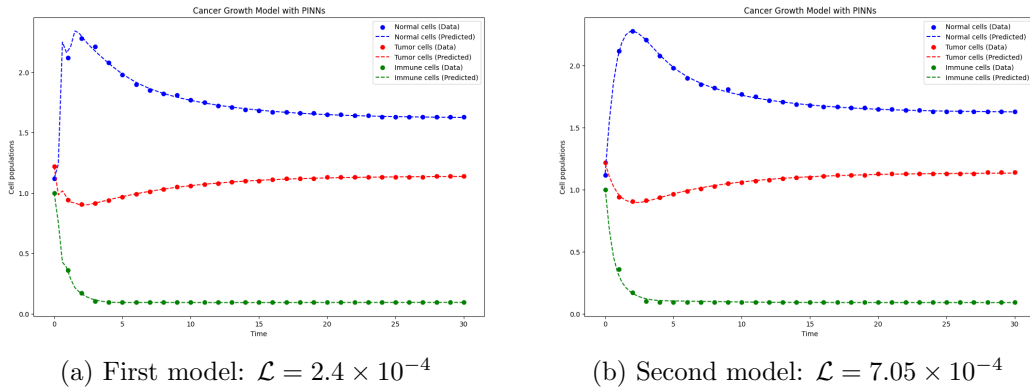 Cancer Growth Model with PINNs
Normal cells (Data)
Normal cells (Predicted)
Tumor cells (Data)
Tumor cells (Predicted)
Immune cells (Data)
Immune cells (Predicted)
Cell populations
2.0
1.5
1.0
0.5
0.0
0 5 10 15 20 25 30
Time
(a) First model: ℒ = 2.4 × 10⁻⁴
Cancer Growth Model with PINNs
Normal cells (Data)
Normal cells (Predicted)
Tumor cells (Data)
Tumor cells (Predicted)
Immune cells (Data)
Immune cells (Predicted)
Cell populations
2.0
1.5
1.0
0.5
0.0
0 5 10 15 20 25 30
Time
(b) Second model: ℒ = 7.05 × 10⁻⁴